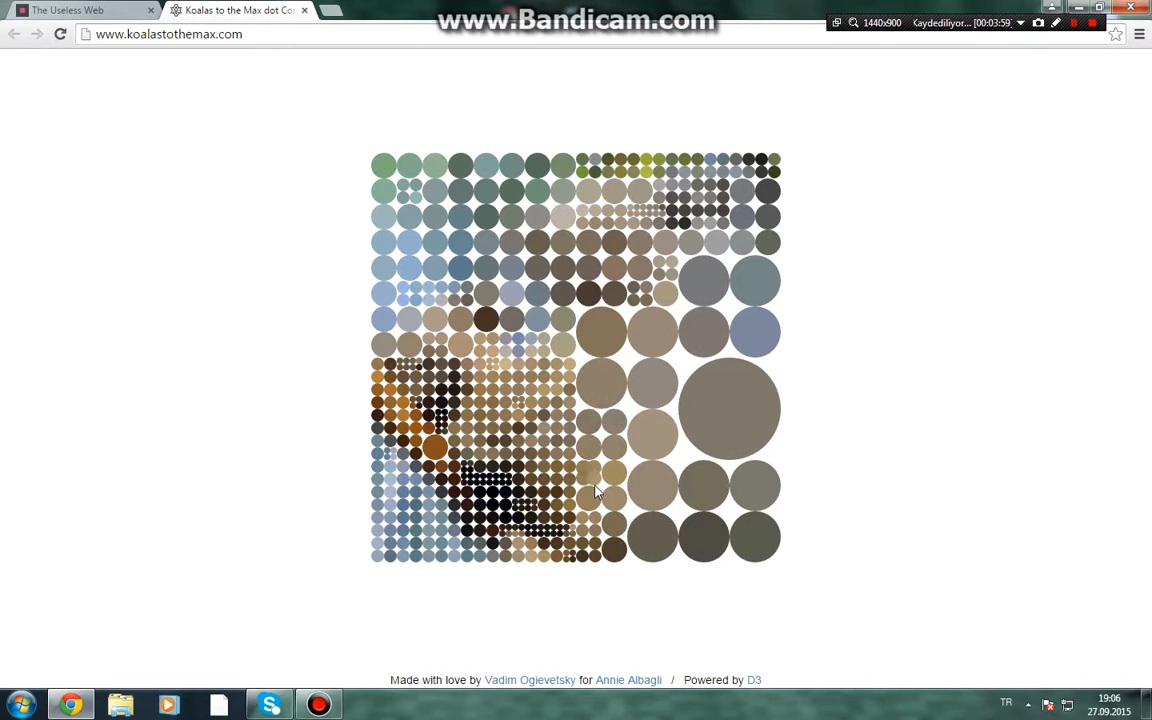 The Useless Web
Koalas to the Max dot Co
www.Bandicam.com
1440x900
Kaydediliyor... [00:03:59]
www.koalastothemax.com
Made with love by Vadim Ogievetsky for Annie Albagli / Powered by D3
TR
19:06
27.09.2015